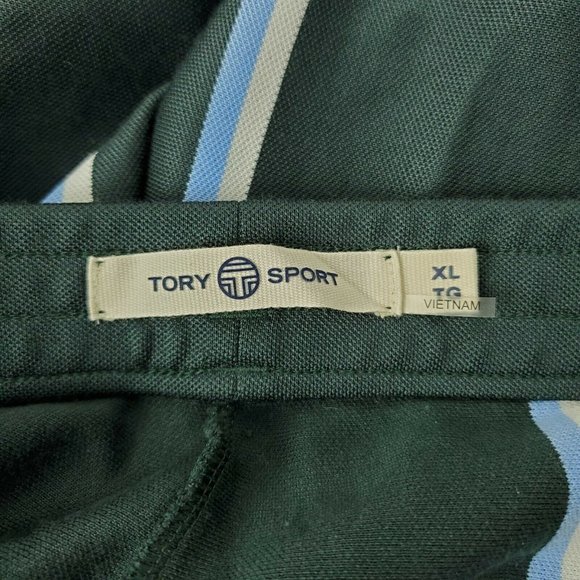 TORY SPORT
XL
TG
VIETNAM